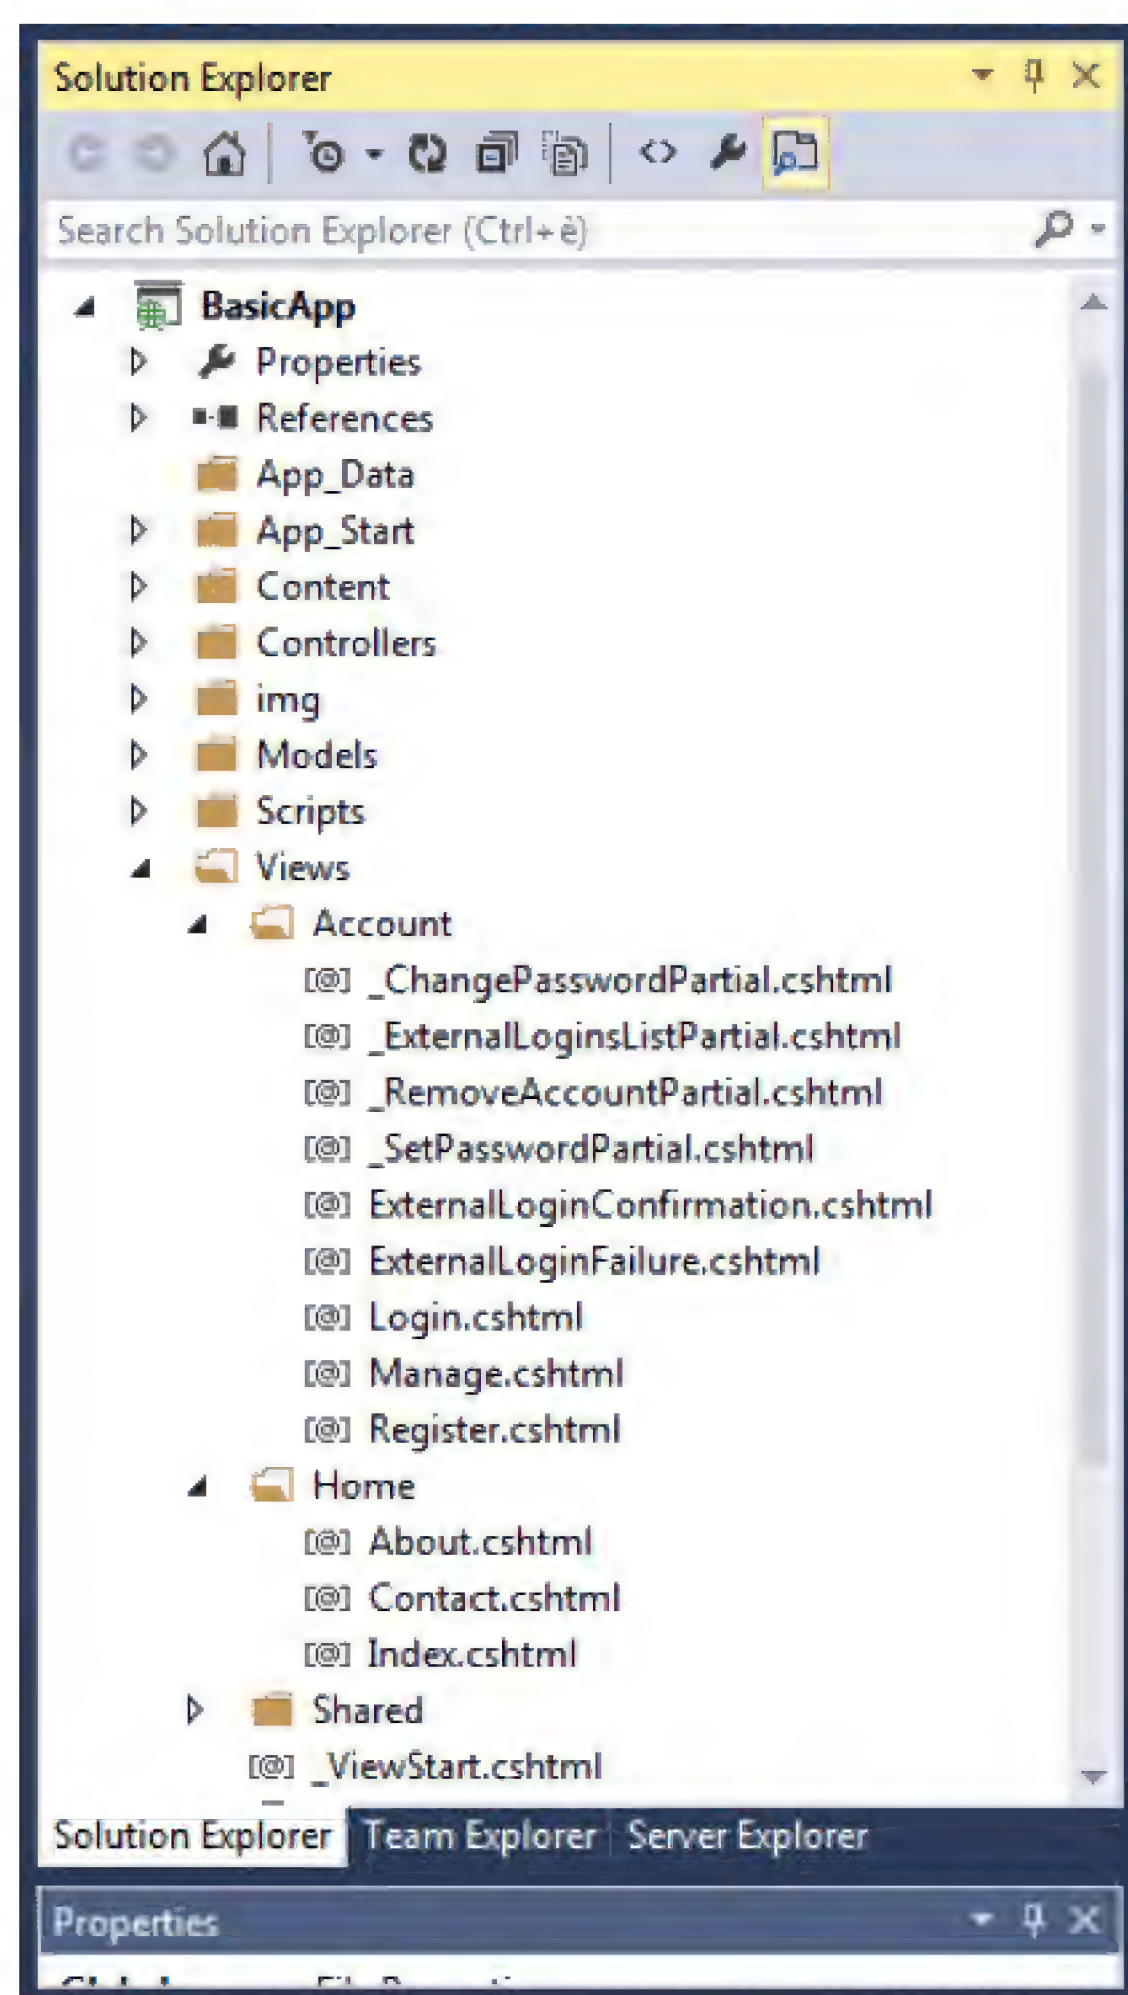 Solution Explorer
Search Solution Explorer (Ctrl+è)
BasicApp
Properties
References
App_Data
App_Start
Content
Controllers
img
Models
Scripts
Views
Account
[@] _ChangePasswordPartial.cshtml
[@] _ExternalLoginsListPartial.cshtml
[@] _RemoveAccountPartial.cshtml
[@] _SetPasswordPartial.cshtml
[@] ExternalLoginConfirmation.cshtml
[@] ExternalLoginFailure.cshtml
[@] Login.cshtml
[@] Manage.cshtml
[@] Register.cshtml
Home
[@] About.cshtml
[@] Contact.cshtml
[@] Index.cshtml
Shared
[@] _ViewStart.cshtml
Solution Explorer Team Explorer Server Explorer
Properties